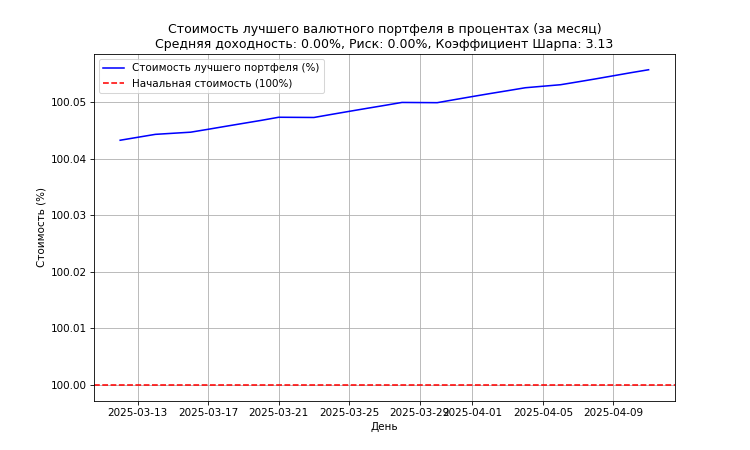 Стоимость лучшего валютного портфеля в процентах (за месяц)
Средняя доходность: 0.00%, Риск: 0.00%, Коэффициент Шарпа: 3.13
Стоимость лучшего портфеля (%)
Начальная стоимость (100%)
Стоимость (%)
100.05
100.04
100.03
100.02
100.01
100.00
2025-03-13 2025-03-17 2025-03-21 2025-03-25 2025-03-29 2025-04-01 2025-04-05 2025-04-09
День